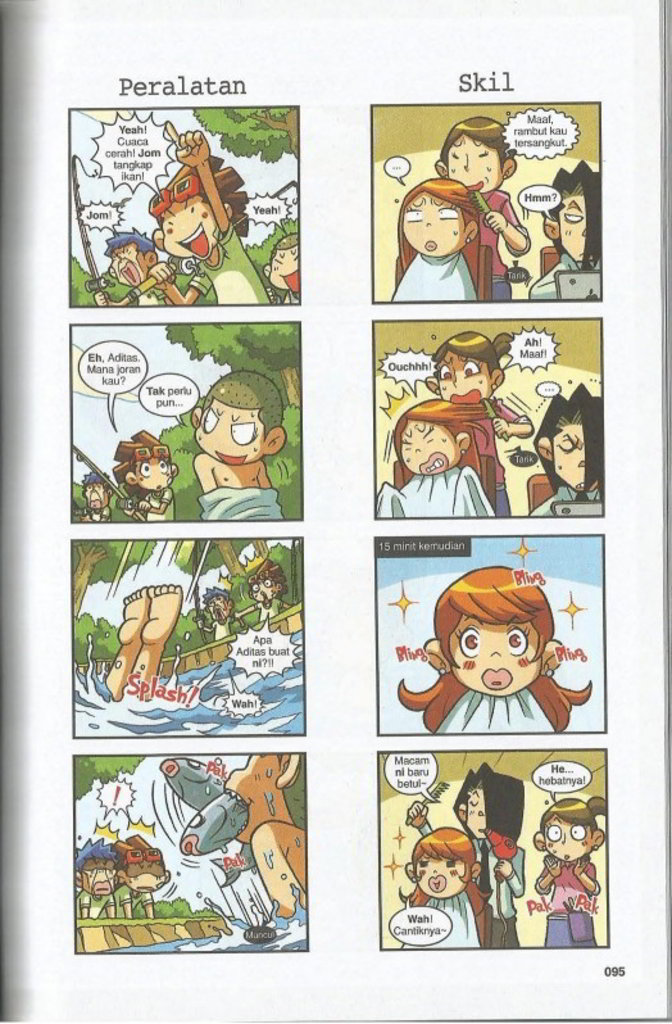 Peralatan
Yeah!
Cuaca
cerah! Jom
tangkap
ikan!
Jom!
Yeah!
Eh, Aditas.
Mana joran
kau?
Tak perlu
pun...
Apa
Aditas buat
ni?!!
Splash!
Wah!
!
Pak
Pak
Muncul
Skil
Maaf,
rambut kau
tersangkut.
...
Hmm?
Tarik
Ah!
Maaf!
Ouchhh!
...
Tarik
15 minit kemudian
Bling
Bling
Bling
Macam
ni baru
betul~
He...
hebatnya!
Wah!
Cantiknya~
Pak
Pak
095